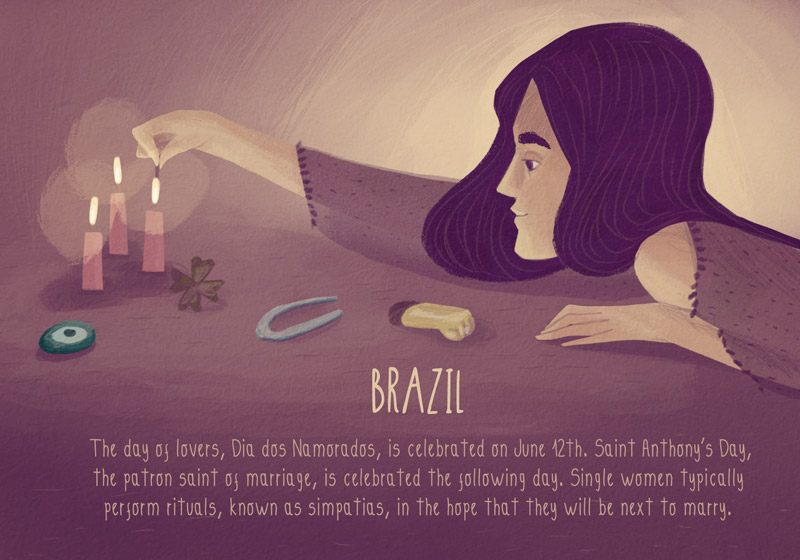 BRAZIL
The day of lovers, Dia dos Namorados, is celebrated on June 12th. Saint Anthony's Day,
the patron saint of marriage, is celebrated the following day. Single women typically
perform rituals, known as simpatias, in the hope that they will be next to marry.